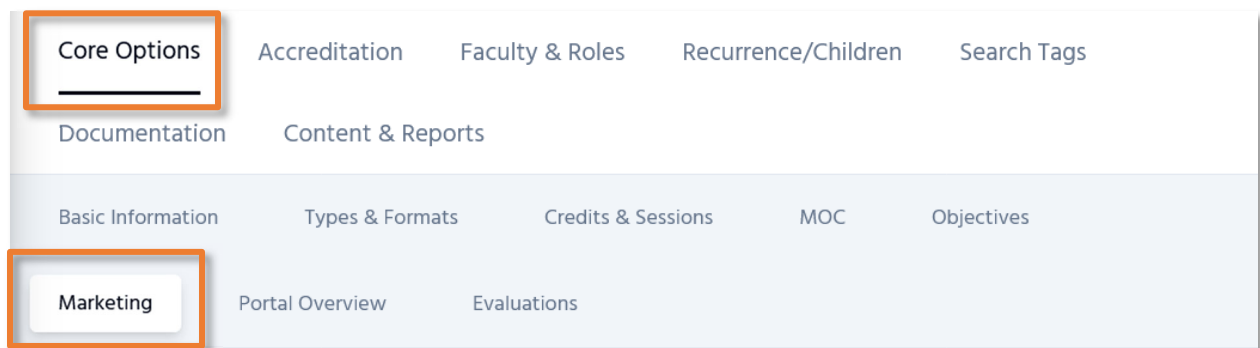 Core Options Accreditation Faculty & Roles Recurrence/Children Search Tags
Documentation Content & Reports
Basic Information Types & Formats Credits & Sessions MOC Objectives
Marketing Portal Overview Evaluations